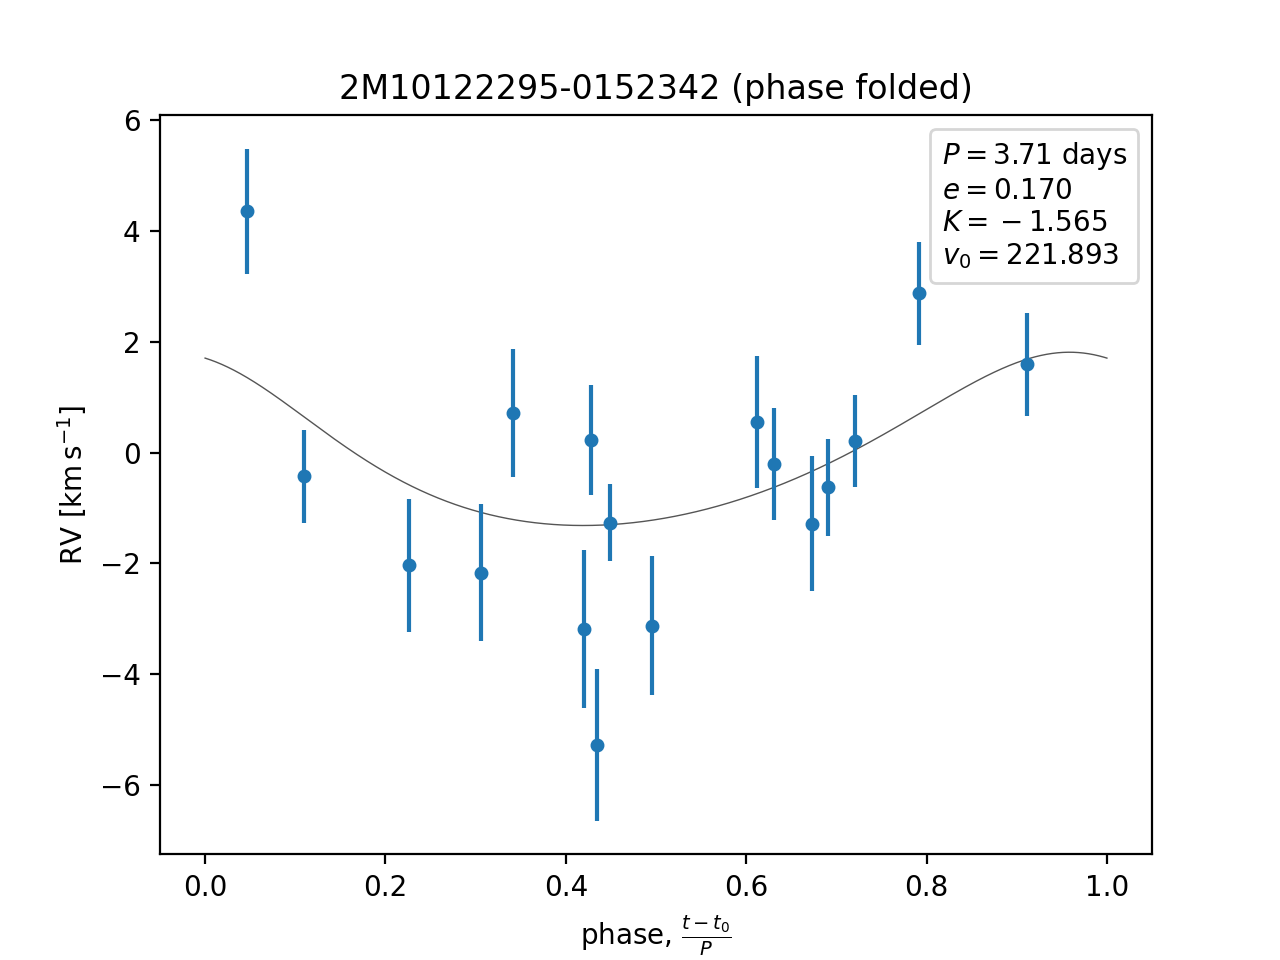 2M10122295-0152342 (phase folded)
P = 3.71 days
e = 0.170
K = −1.565
v₀ = 221.893
RV [km s⁻¹]
6
4
2
0
−2
−4
−6
0.0 0.2 0.4 0.6 0.8 1.0
phase, (t − t₀)/P